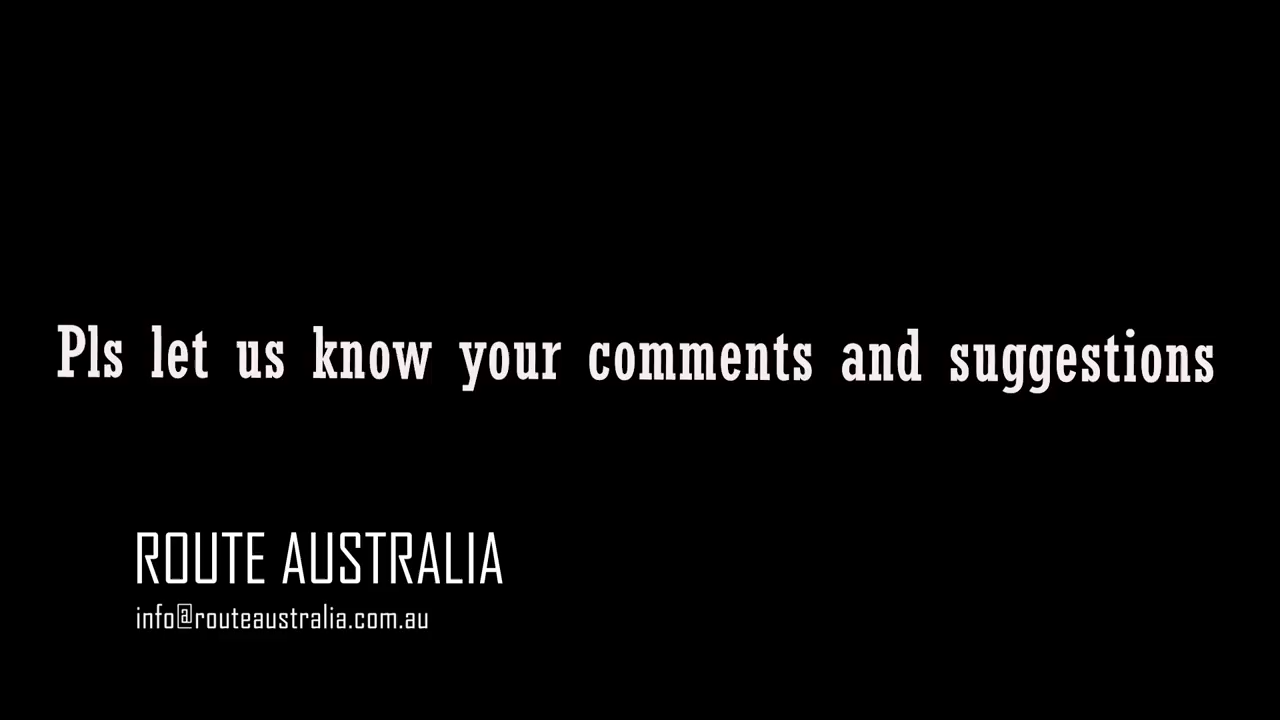 Pls let us know your comments and suggestions
ROUTE AUSTRALIA
info@routeaustralia.com.au